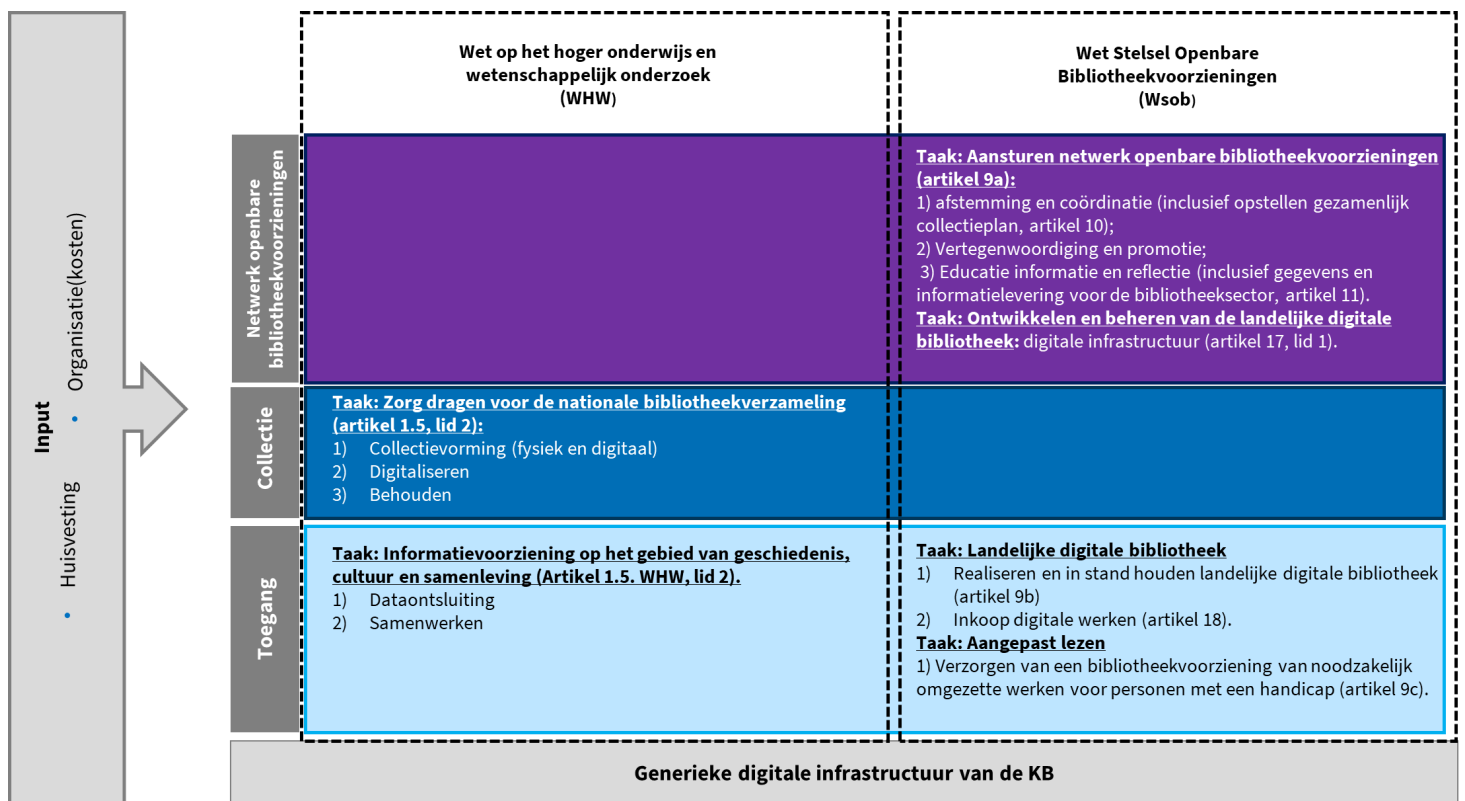 Input
• Huisvesting • Organisatie(kosten)
Wet op het hoger onderwijs en
wetenschappelijk onderzoek
(WHW)
Wet Stelsel Openbare
Bibliotheekvoorzieningen
(Wsob)
Netwerk openbare
bibliotheekvoorzieningen
Taak: Aansturen netwerk openbare bibliotheekvoorzieningen
(artikel 9a):
1) afstemming en coördinatie (inclusief opstellen gezamenlijk
collectieplan, artikel 10);
2) Vertegenwoordiging en promotie;
3) Educatie informatie en reflectie (inclusief gegevens en
informatielevering voor de bibliotheeksector, artikel 11).
Taak: Ontwikkelen en beheren van de landelijke digitale
bibliotheek: digitale infrastructuur (artikel 17, lid 1).
Collectie
Taak: Zorg dragen voor de nationale bibliotheekverzameling
(artikel 1.5, lid 2):
1) Collectievorming (fysiek en digitaal)
2) Digitaliseren
3) Behouden
Toegang
Taak: Informatievoorziening op het gebied van geschiedenis,
cultuur en samenleving (Artikel 1.5. WHW, lid 2).
1) Dataontsluiting
2) Samenwerken
Taak: Landelijke digitale bibliotheek
1) Realiseren en in stand houden landelijke digitale bibliotheek
(artikel 9b)
2) Inkoop digitale werken (artikel 18).
Taak: Aangepast lezen
1) Verzorgen van een bibliotheekvoorziening van noodzakelijk
omgezette werken voor personen met een handicap (artikel 9c).
Generieke digitale infrastructuur van de KB